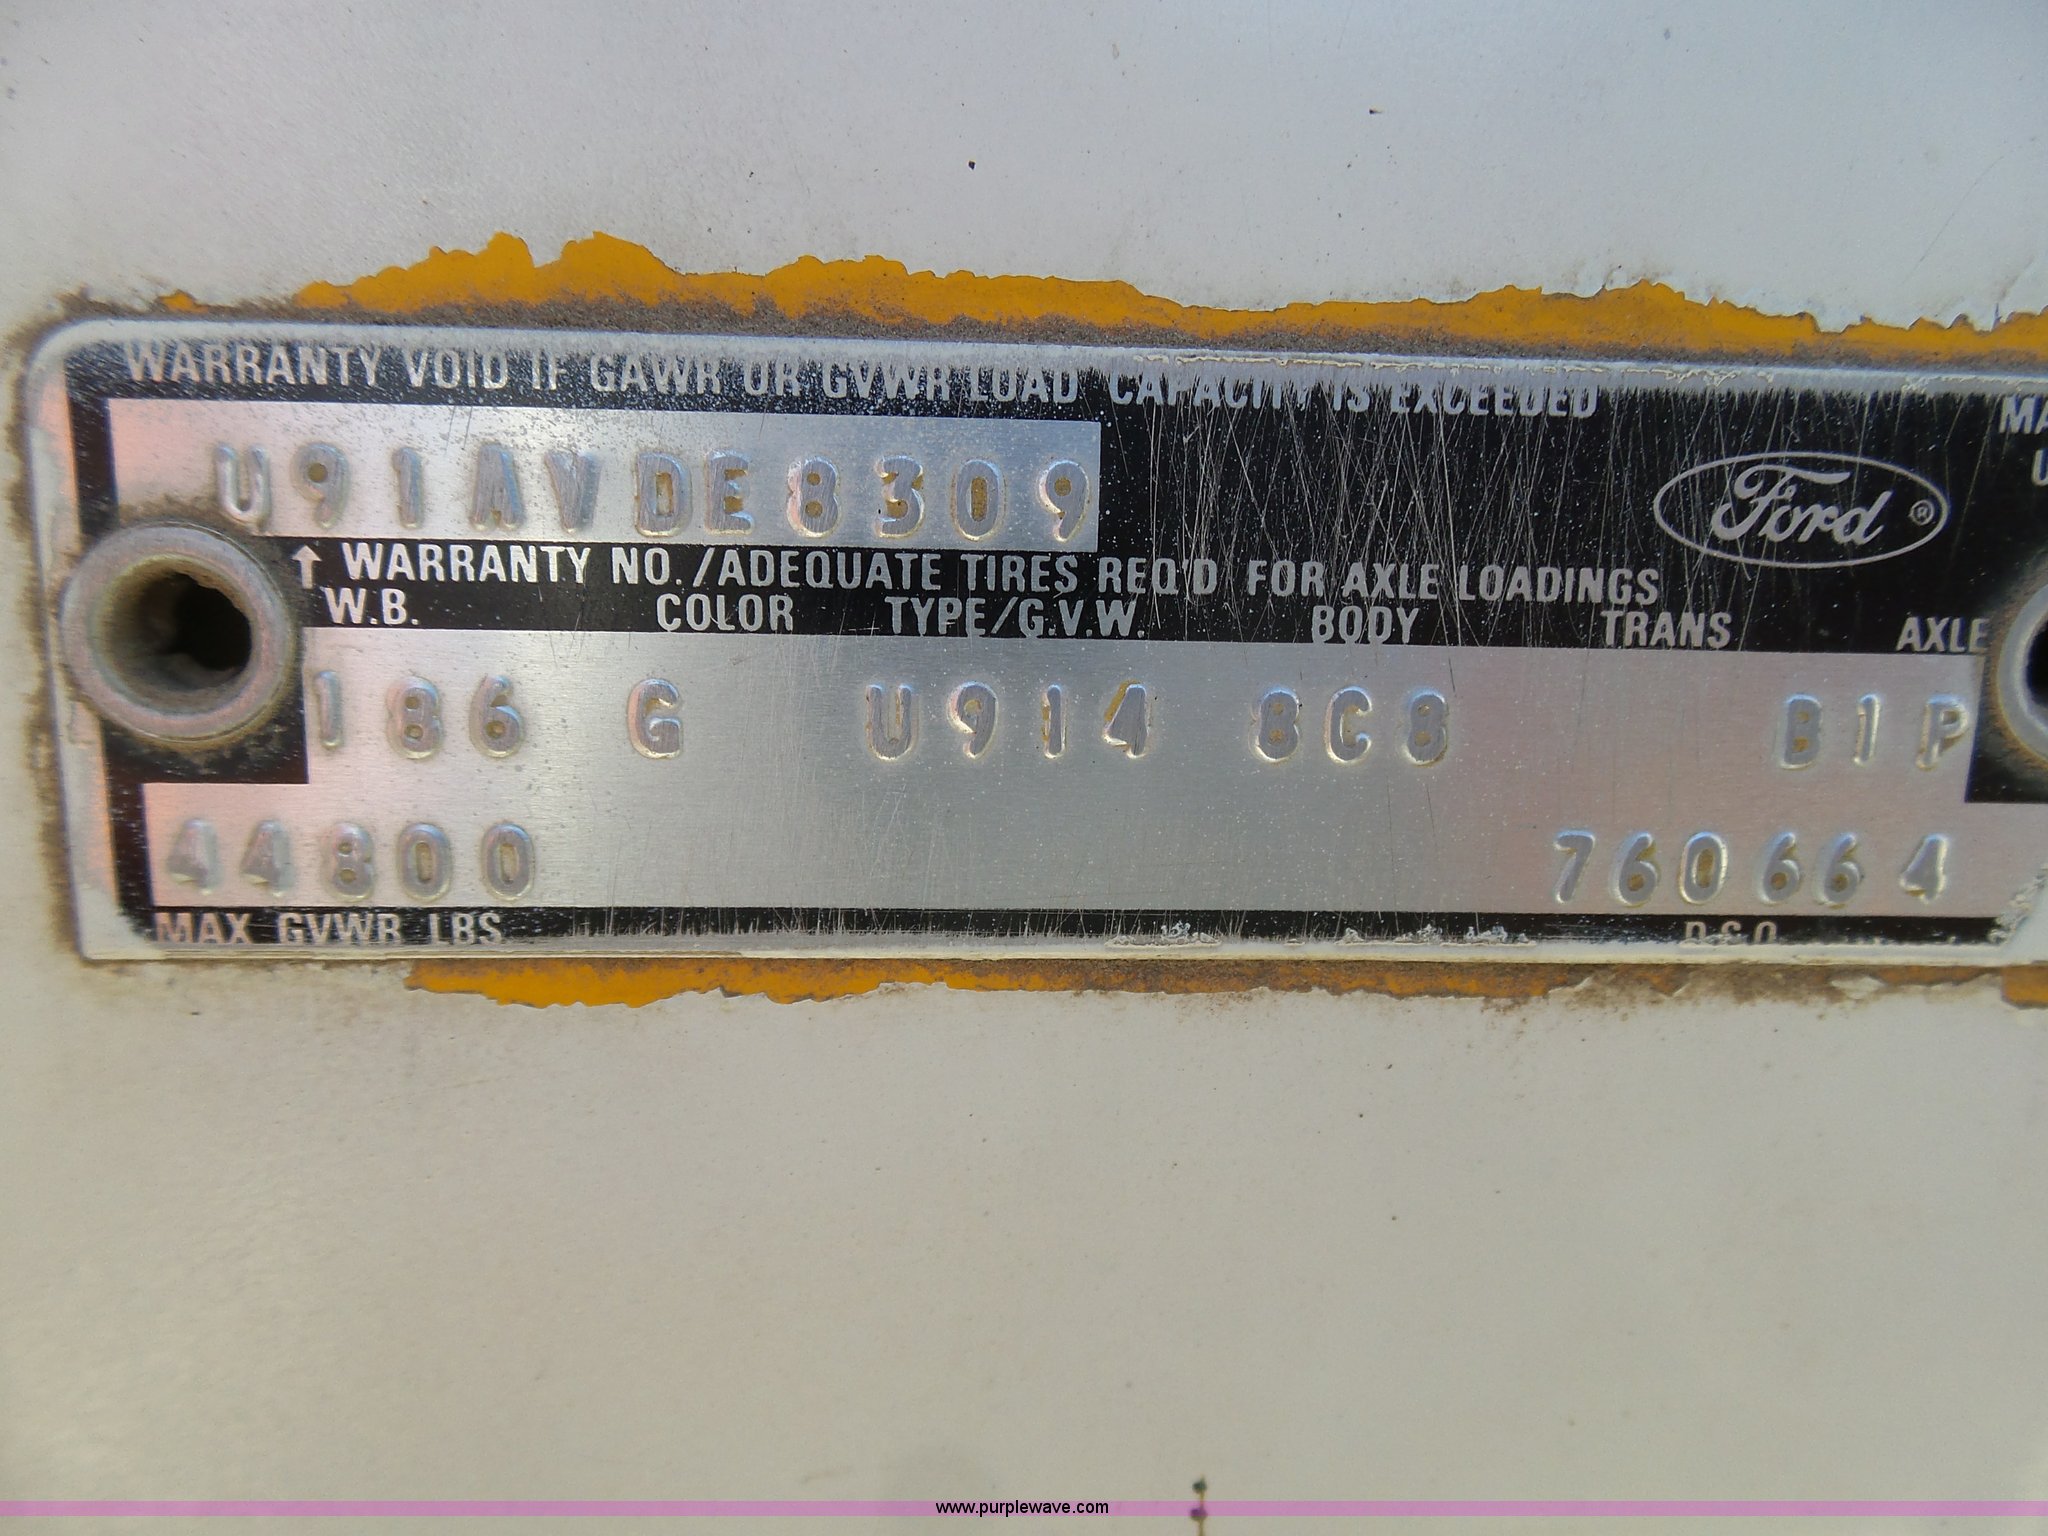 WARRANTY VOID IF GAWR OR GVWR LOAD CAPACITY IS EXCEEDED
MA
U91AVDE8309
Ford ®
U
↑ WARRANTY NO./ADEQUATE TIRES REQ'D FOR AXLE LOADINGS
W.B. COLOR TYPE/G.V.W. BODY TRANS AXLE
186 G U914 8C8 B1P
44800 760664
MAX GVWR LBS D.S.O.
www.purplewave.com